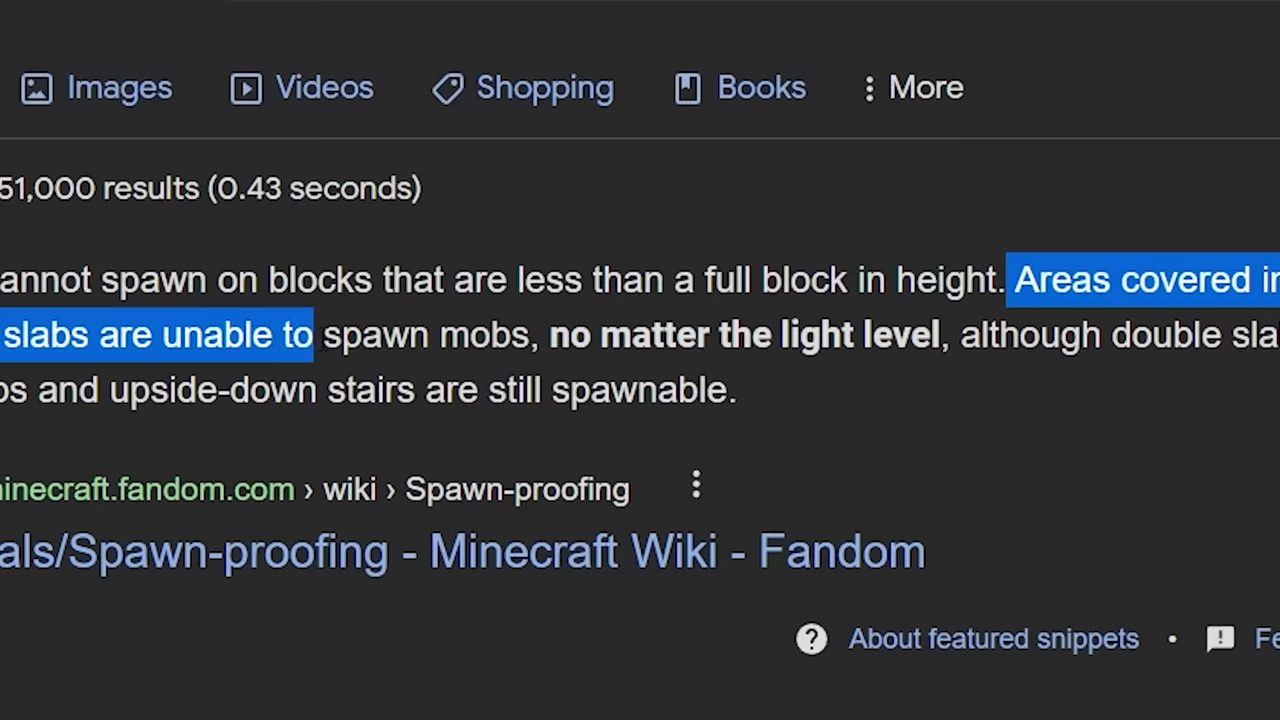 Images Videos Shopping Books More
51,000 results (0.43 seconds)
annot spawn on blocks that are less than a full block in height. Areas covered in
slabs are unable to spawn mobs, no matter the light level, although double sla
bs and upside-down stairs are still spawnable.
minecraft.fandom.com › wiki › Spawn-proofing
als/Spawn-proofing - Minecraft Wiki - Fandom
About featured snippets • Fe